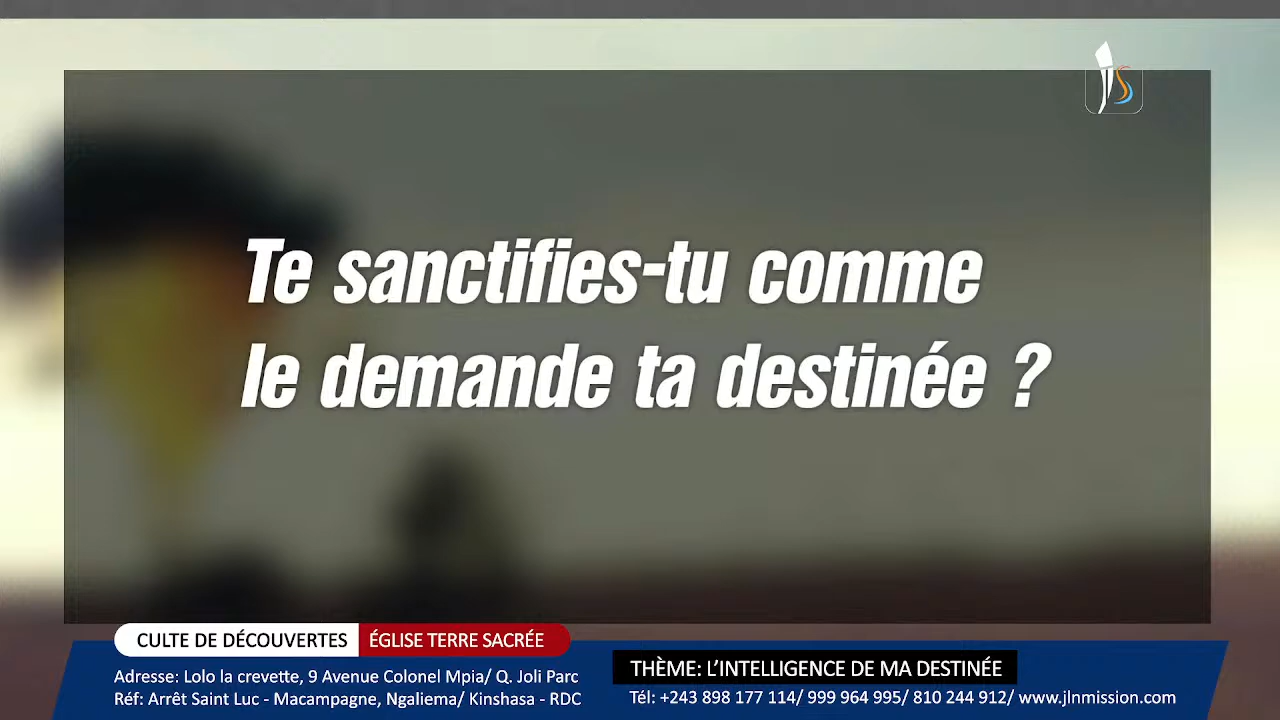 Te sanctifies-tu comme
le demande ta destinée ?
CULTE DE DÉCOUVERTES ÉGLISE TERRE SACRÉE
Adresse: Lolo la crevette, 9 Avenue Colonel Mpia/ Q. Joli Parc
Réf: Arrêt Saint Luc - Macampagne, Ngaliema/ Kinshasa - RDC
THÈME: L'INTELLIGENCE DE MA DESTINÉE
Tél: +243 898 177 114/ 999 964 995/ 810 244 912/ www.jlnmission.com